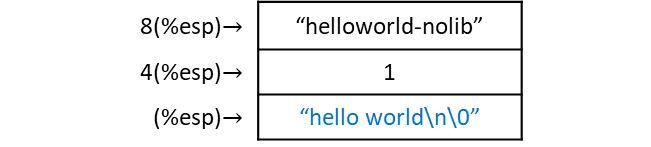 8(%esp)→ “helloworld-nolib”
4(%esp)→ 1
(%esp)→ “hello world\n\0”